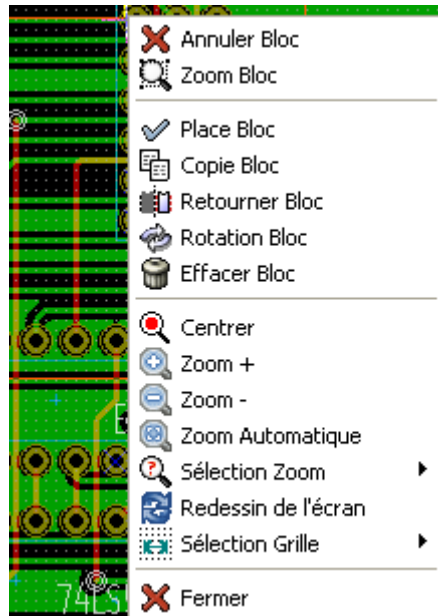 Annuler Bloc
Zoom Bloc
Place Bloc
Copie Bloc
Retourner Bloc
Rotation Bloc
Effacer Bloc
Centrer
Zoom +
Zoom -
Zoom Automatique
Sélection Zoom
Redessin de l'écran
Sélection Grille
Fermer
74LS